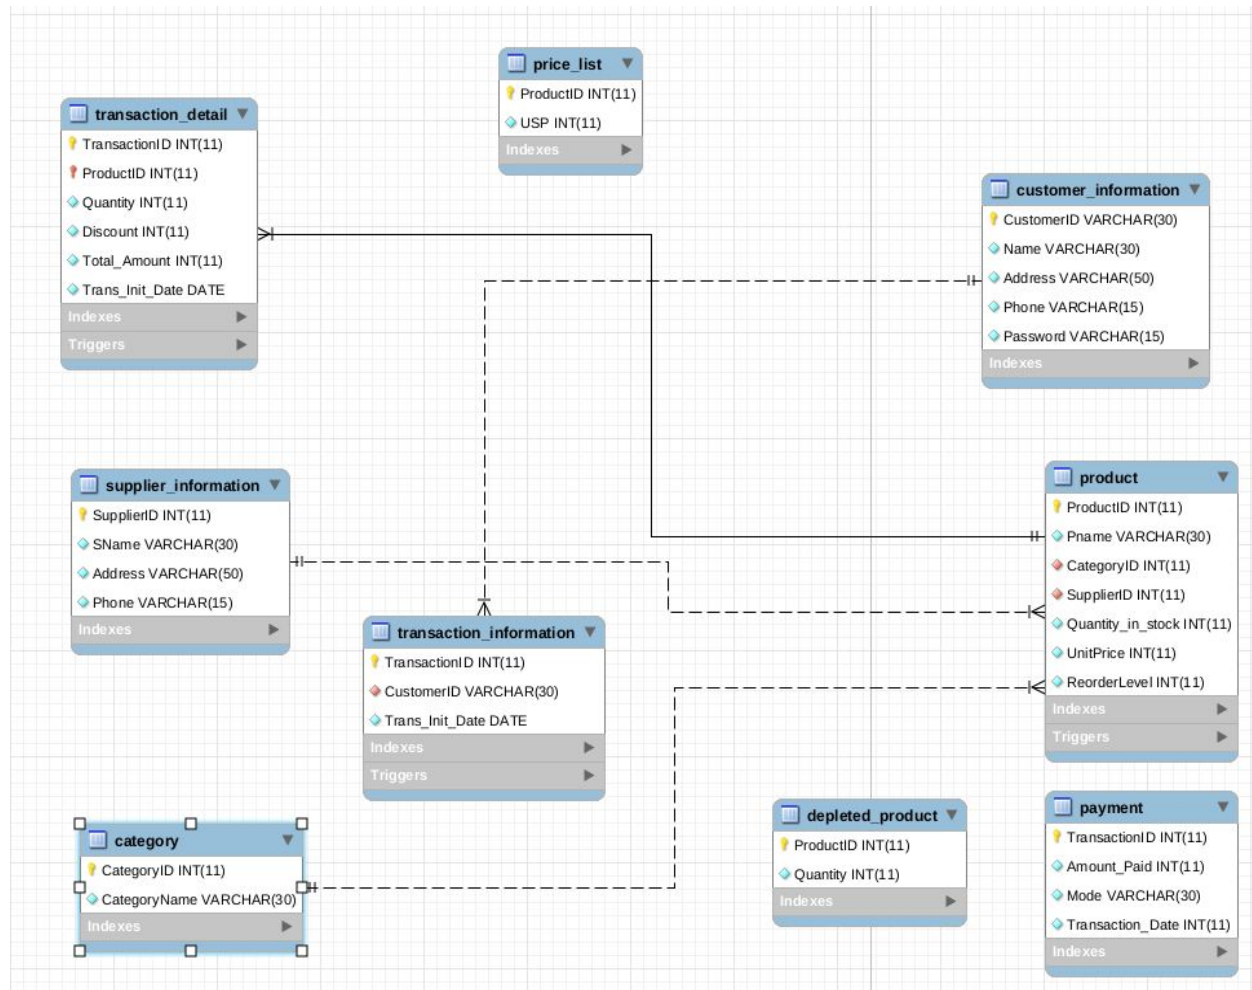 price_list
ProductID INT(11)
USP INT(11)
Indexes
transaction_detail
TransactionID INT(11)
ProductID INT(11)
Quantity INT(11)
Discount INT(11)
Total_Amount INT(11)
Trans_Init_Date DATE
Indexes
Triggers
customer_information
CustomerID VARCHAR(30)
Name VARCHAR(30)
Address VARCHAR(50)
Phone VARCHAR(15)
Password VARCHAR(15)
Indexes
supplier_information
SupplierID INT(11)
SName VARCHAR(30)
Address VARCHAR(50)
Phone VARCHAR(15)
Indexes
product
ProductID INT(11)
Pname VARCHAR(30)
CategoryID INT(11)
SupplierID INT(11)
Quantity_in_stock INT(11)
UnitPrice INT(11)
ReorderLevel INT(11)
Indexes
Triggers
transaction_information
TransactionID INT(11)
CustomerID VARCHAR(30)
Trans_Init_Date DATE
Indexes
Triggers
category
CategoryID INT(11)
CategoryName VARCHAR(30)
Indexes
depleted_product
ProductID INT(11)
Quantity INT(11)
Indexes
payment
TransactionID INT(11)
Amount_Paid INT(11)
Mode VARCHAR(30)
Transaction_Date INT(11)
Indexes